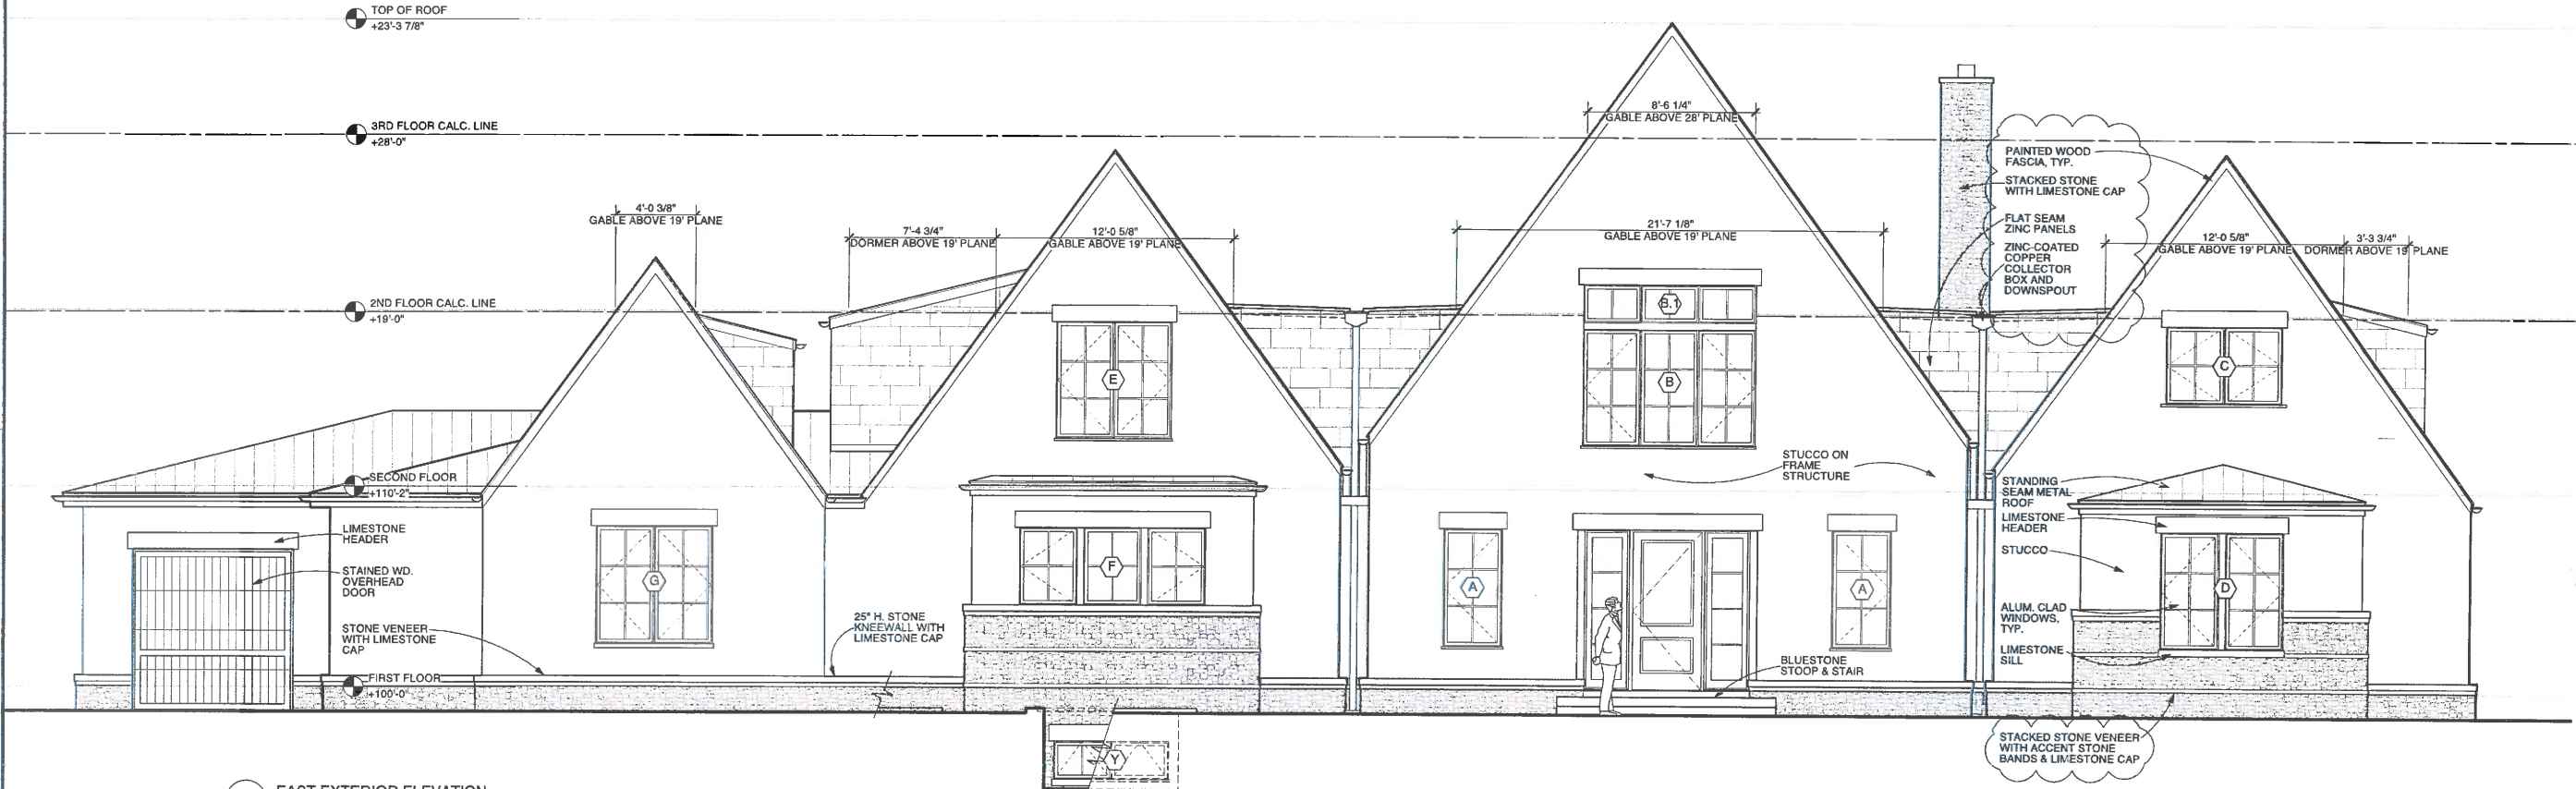 TOP OF ROOF
+23'-3 7/8"
3RD FLOOR CALC. LINE
+28'-0"
8'-6 1/4"
GABLE ABOVE 28' PLANE
PAINTED WOOD
FASCIA, TYP.
STACKED STONE
WITH LIMESTONE CAP
FLAT SEAM
ZINC PANELS
ZINC-COATED
COPPER
COLLECTOR
BOX AND
DOWNSPOUT
4'-0 3/8"
GABLE ABOVE 19' PLANE
7'-4 3/4"
DORMER ABOVE 19' PLANE
12'-0 5/8"
GABLE ABOVE 19' PLANE
21'-7 1/8"
GABLE ABOVE 19' PLANE
12'-0 5/8"
GABLE ABOVE 19' PLANE
3'-3 3/4"
DORMER ABOVE 19' PLANE
2ND FLOOR CALC. LINE
+19'-0"
B.1
E
B
C
STUCCO ON
FRAME
STRUCTURE
SECOND FLOOR
+110'-2"
STANDING
SEAM METAL
ROOF
LIMESTONE
HEADER
STUCCO
LIMESTONE
HEADER
STAINED WD.
OVERHEAD
DOOR
G
F
A
A
D
ALUM. CLAD
WINDOWS,
TYP.
LIMESTONE
SILL
STONE VENEER
WITH LIMESTONE
CAP
25" H. STONE
KNEEWALL WITH
LIMESTONE CAP
BLUESTONE
STOOP & STAIR
FIRST FLOOR
+100'-0"
STACKED STONE VENEER
WITH ACCENT STONE
BANDS & LIMESTONE CAP
Y
EAST EXTERIOR ELEVATION